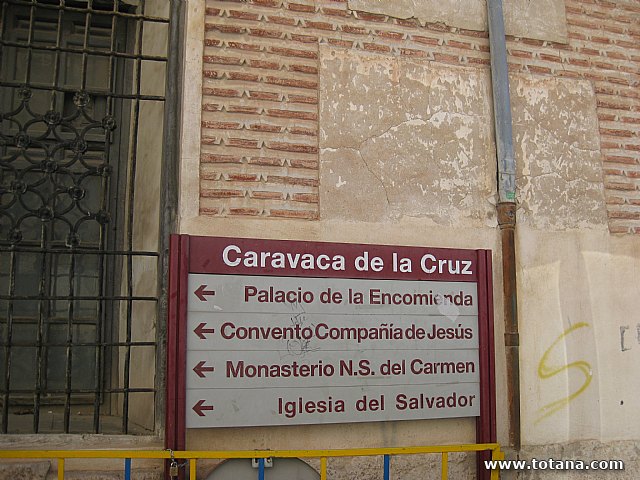 Caravaca de la Cruz
Palacio de la Encomienda
Convento Compañía de Jesús
Monasterio N.S. del Carmen
Iglesia del Salvador
www.totana.com